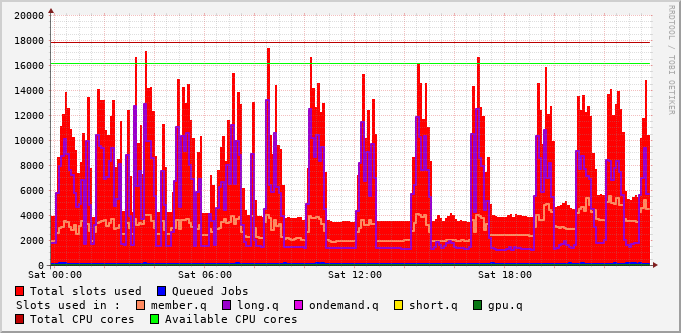 20000
18000
16000
14000
12000
10000
8000
6000
4000
2000
0
Sat 00:00 Sat 06:00 Sat 12:00 Sat 18:00
Total slots used Queued Jobs
Slots used in : member.q long.q ondemand.q short.q gpu.q
Total CPU cores Available CPU cores
RRDTOOL / TOBI OETIKER